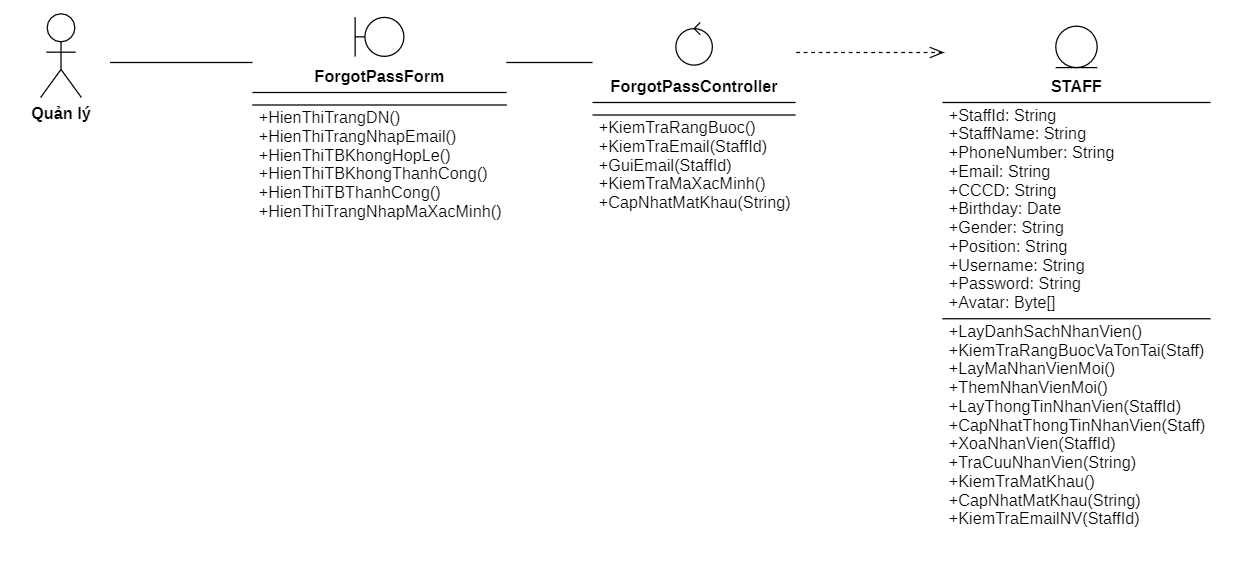 Quản lý
ForgotPassForm
+HienThiTrangDN()
+HienThiTrangNhapEmail()
+HienThiTBKhongHopLe()
+HienThiTBKhongThanhCong()
+HienThiTBThanhCong()
+HienThiTrangNhapMaXacMinh()
ForgotPassController
+KiemTraRangBuoc()
+KiemTraEmail(StaffId)
+GuiEmail(StaffId)
+KiemTraMaXacMinh()
+CapNhatMatKhau(String)
STAFF
+StaffId: String
+StaffName: String
+PhoneNumber: String
+Email: String
+CCCD: String
+Birthday: Date
+Gender: String
+Position: String
+Username: String
+Password: String
+Avatar: Byte[]
+LayDanhSachNhanVien()
+KiemTraRangBuocVaTonTai(Staff)
+LayMaNhanVienMoi()
+ThemNhanVienMoi()
+LayThongTinNhanVien(StaffId)
+CapNhatThongTinNhanVien(Staff)
+XoaNhanVien(StaffId)
+TraCuuNhanVien(String)
+KiemTraMatKhau()
+CapNhatMatKhau(String)
+KiemTraEmailNV(StaffId)